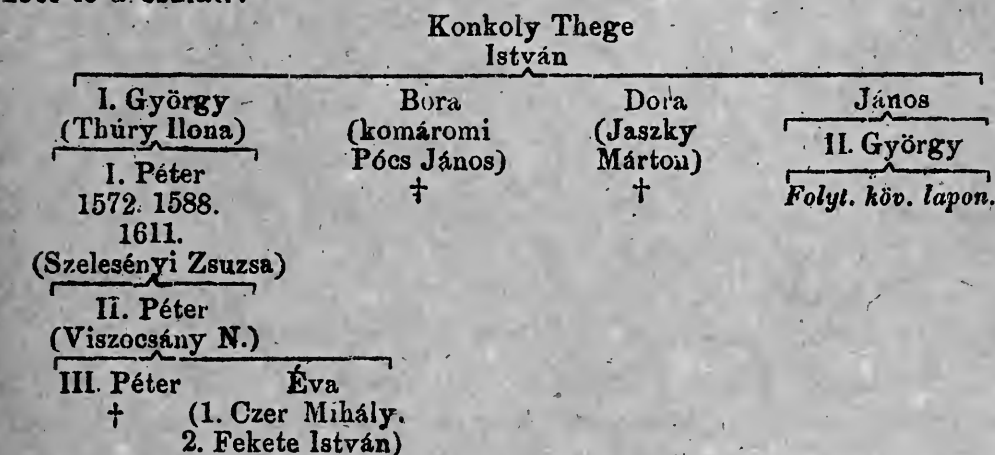 Konkoly Thege
István
I. György Bora Dora János
(Thúry Ilona) (komáromi (Jaszky II. György
Pócs János) Márton)
I. Péter † † Folyt. köv. lapon.
1572. 1588.
1611.
(Szelesényi Zsuzsa)
II. Péter
(Viszocsány N.)
III. Péter Éva
† (1. Czer Mihály.
2. Fekete István)